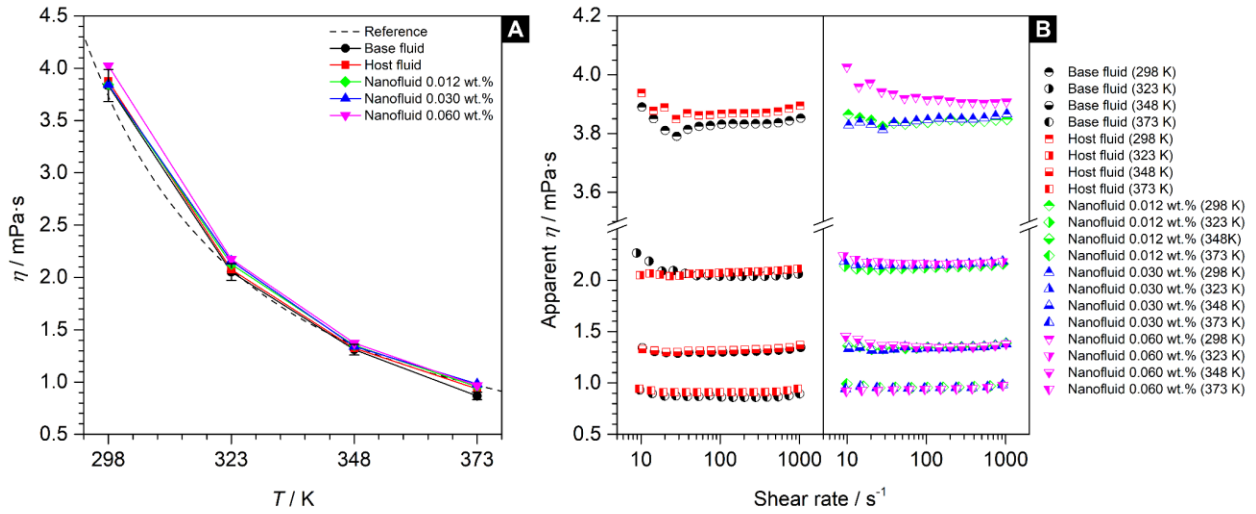 A
4.5
4.0
3.5
3.0
2.5
2.0
1.5
1.0
0.5
η / mPa·s
298
323
348
373
T / K
Reference
Base fluid
Host fluid
Nanofluid 0.012 wt.%
Nanofluid 0.030 wt.%
Nanofluid 0.060 wt.%
B
4.2
4.0
3.8
3.6
2.0
1.5
1.0
0.5
Apparent η / mPa·s
10
100
1000
10
100
1000
Shear rate / s⁻¹
Base fluid (298 K)
Base fluid (323 K)
Base fluid (348 K)
Base fluid (373 K)
Host fluid (298 K)
Host fluid (323 K)
Host fluid (348 K)
Host fluid (373 K)
Nanofluid 0.012 wt.% (298 K)
Nanofluid 0.012 wt.% (323 K)
Nanofluid 0.012 wt.% (348K)
Nanofluid 0.012 wt.% (373 K)
Nanofluid 0.030 wt.% (298 K)
Nanofluid 0.030 wt.% (323 K)
Nanofluid 0.030 wt.% (348 K)
Nanofluid 0.030 wt.% (373 K)
Nanofluid 0.060 wt.% (298 K)
Nanofluid 0.060 wt.% (323 K)
Nanofluid 0.060 wt.% (348 K)
Nanofluid 0.060 wt.% (373 K)